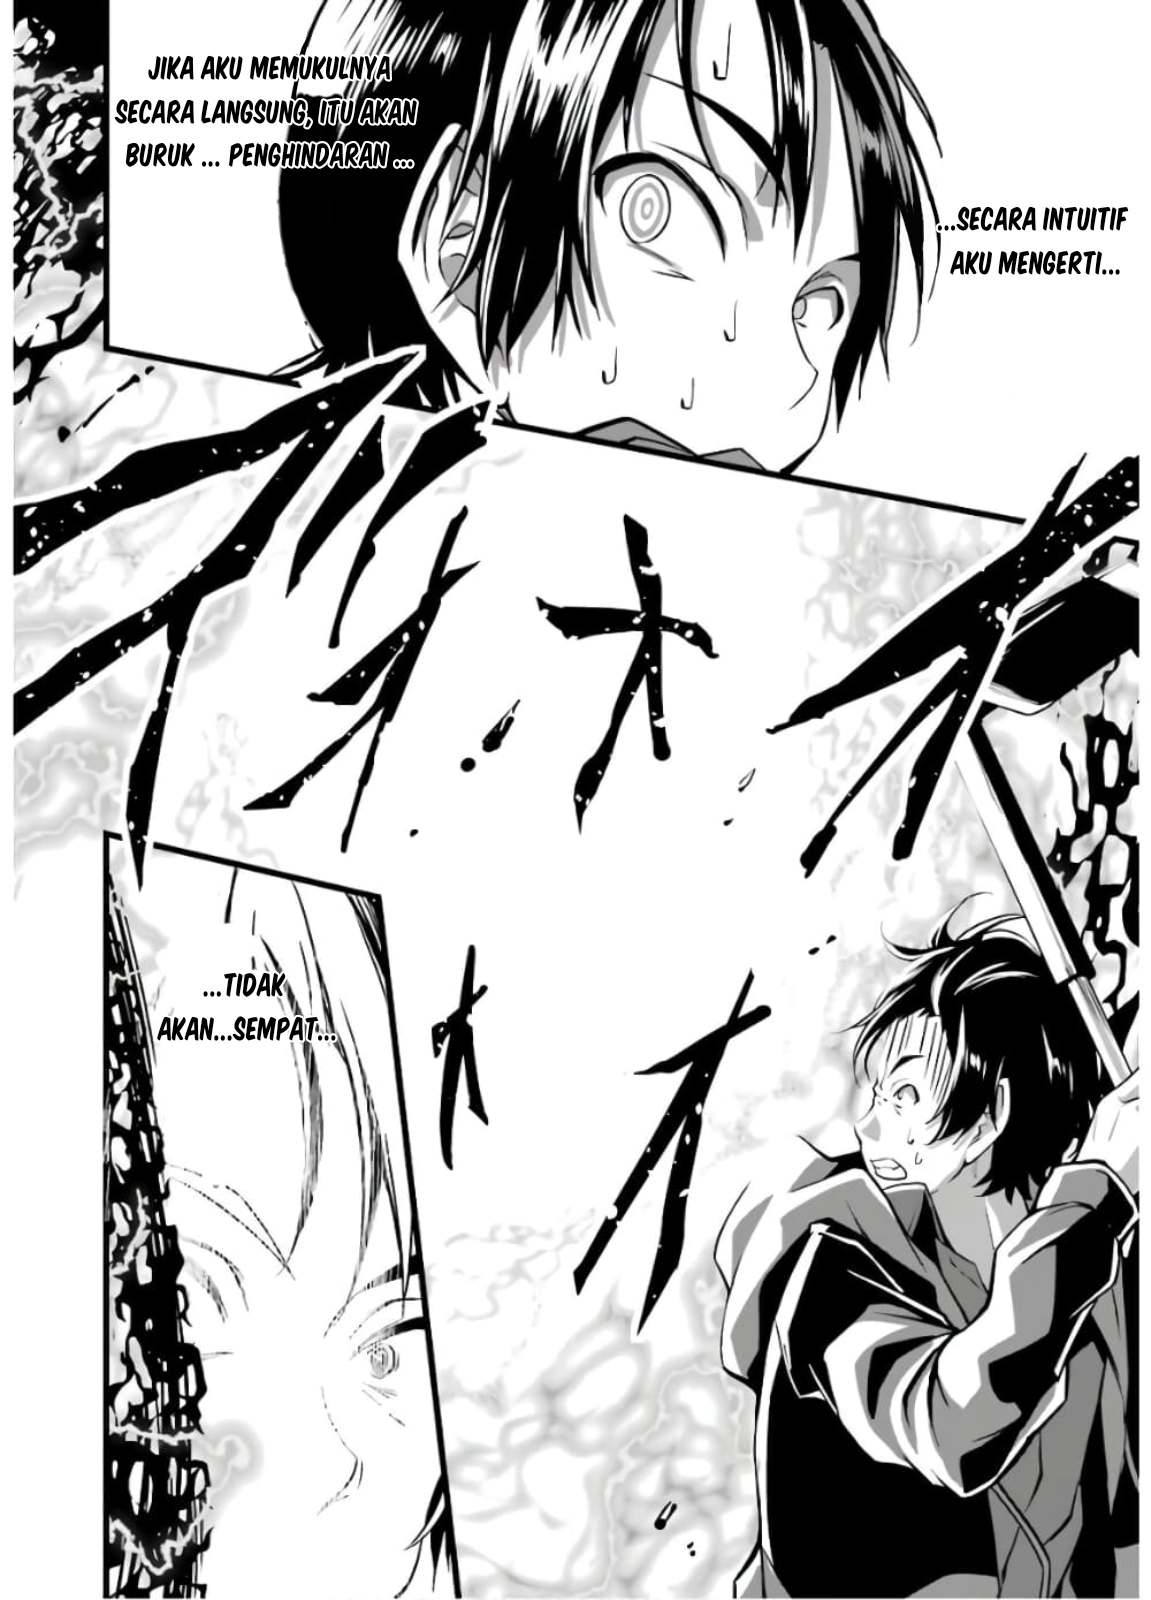 ...SECARA INTUITIF
AKU MENGERTI...
JIKA AKU MEMUKULNYA
SECARA LANGSUNG, ITU AKAN
BURUK ... PENGHINDARAN ...
オオオオオ
...TIDAK
AKAN...SEMPAT...